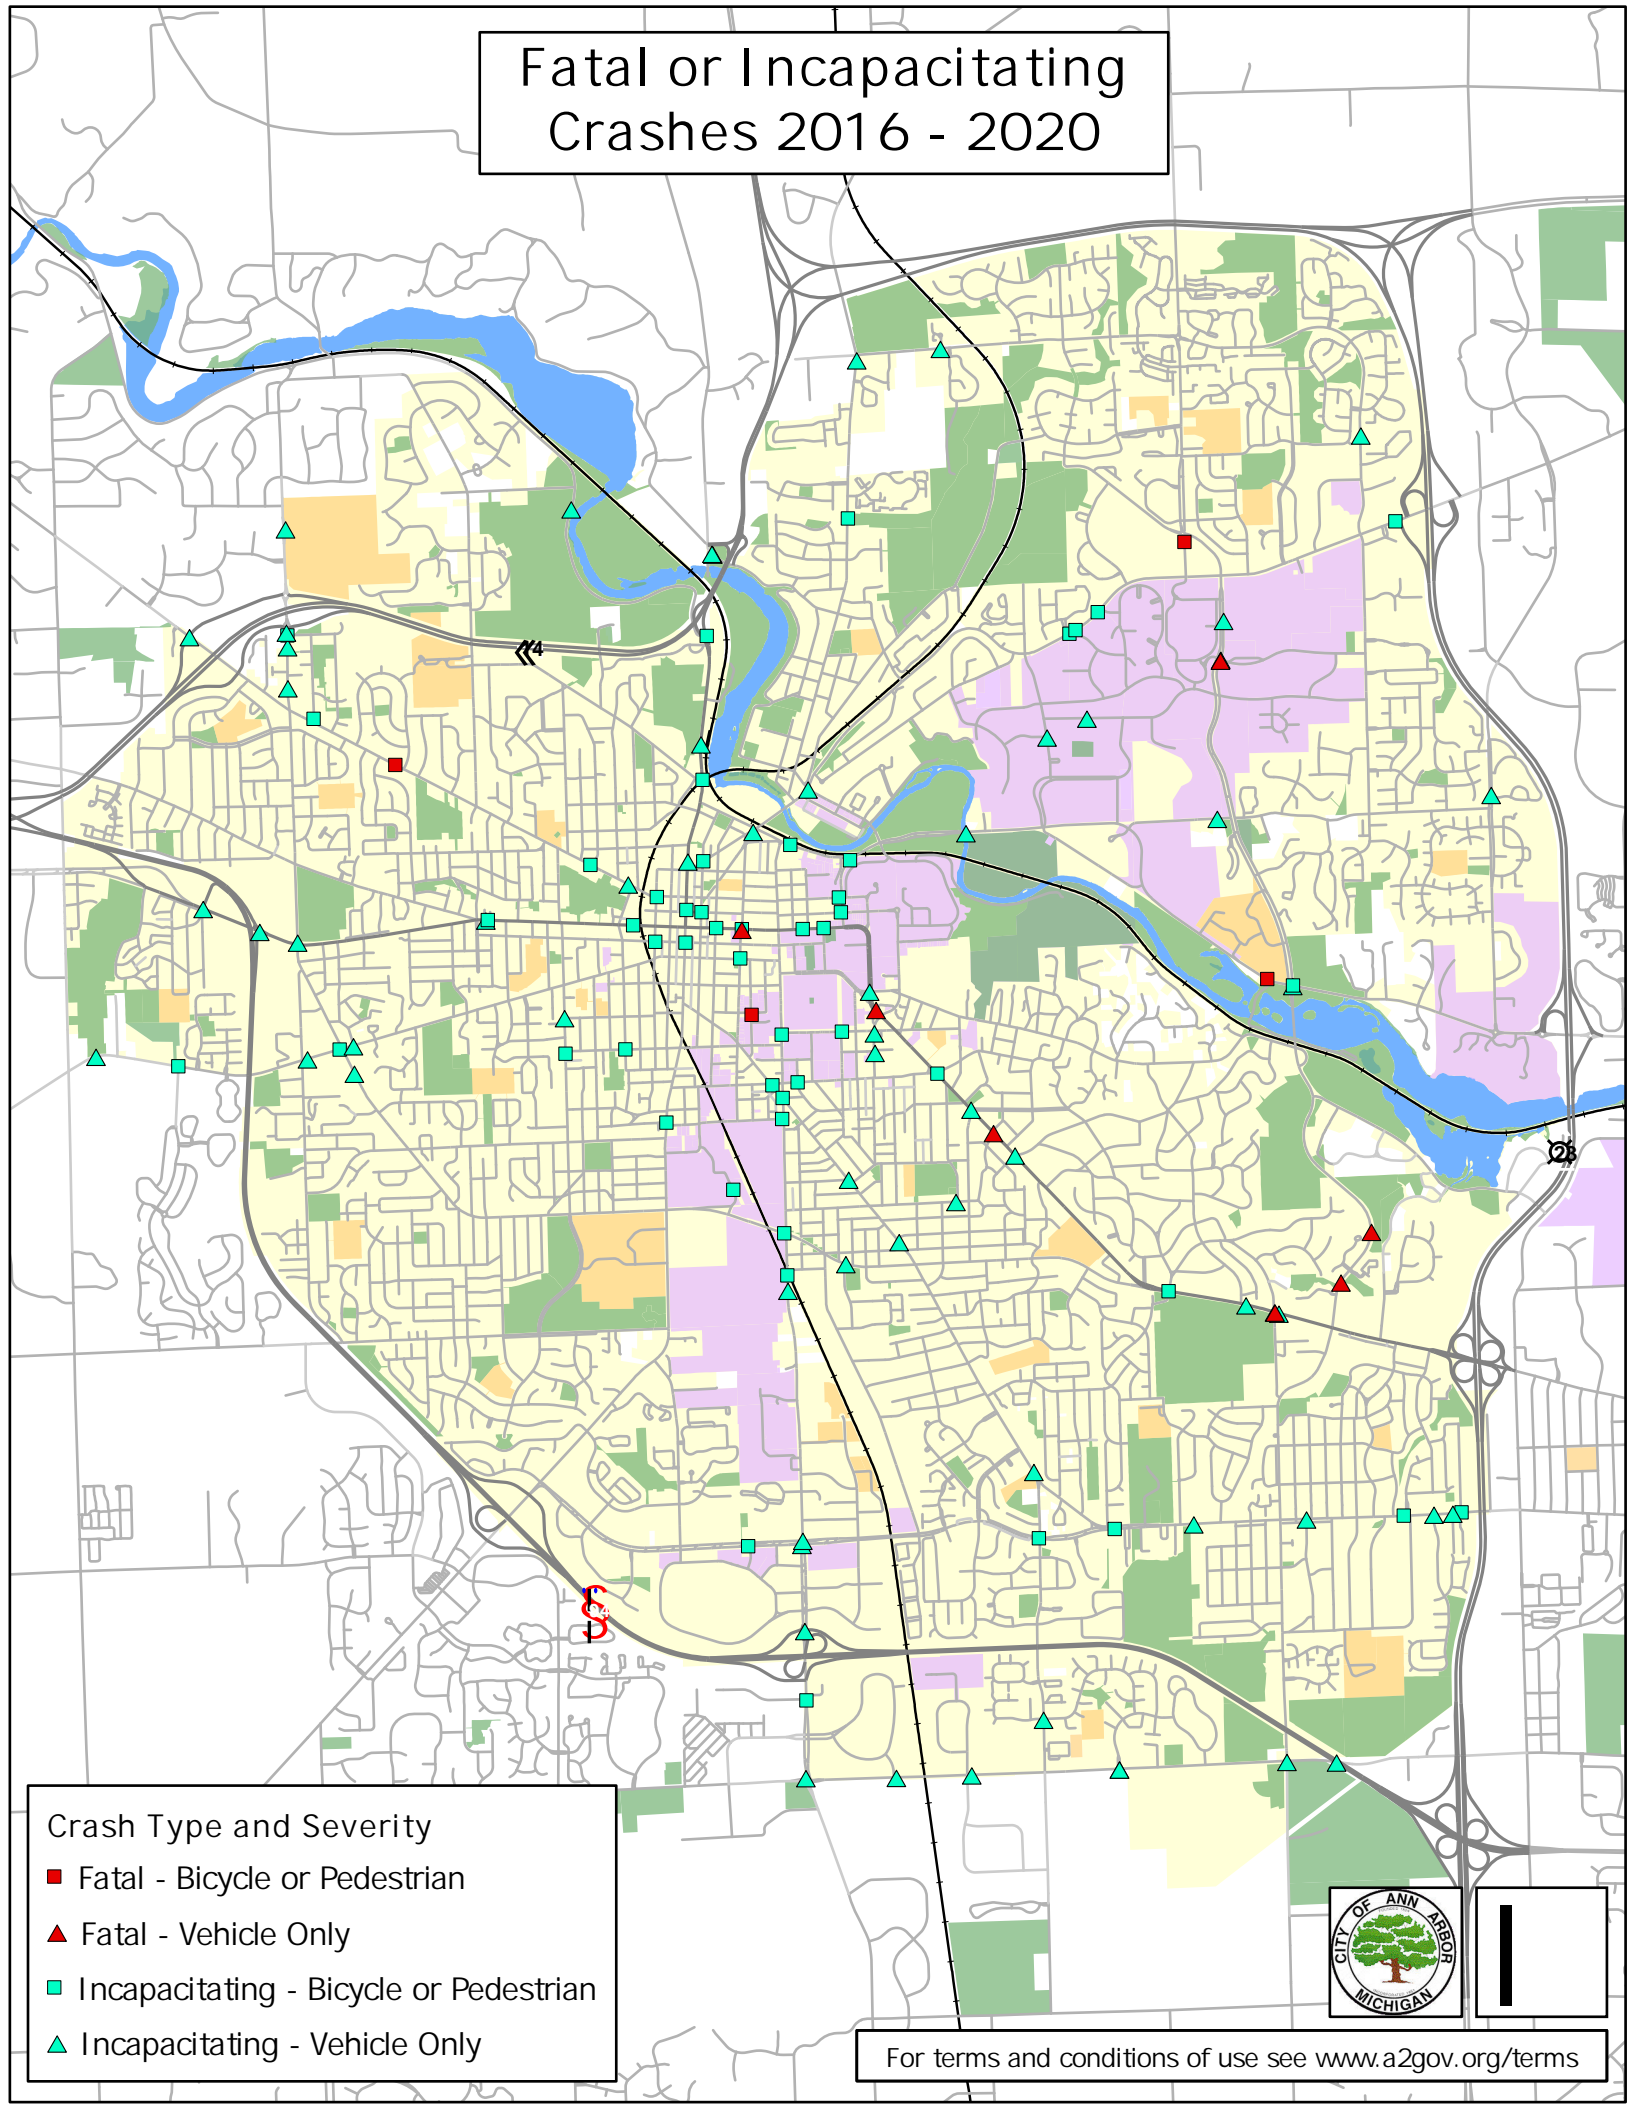 Fatal or Incapacitating
Crashes 2016 - 2020
Crash Type and Severity
Fatal - Bicycle or Pedestrian
Fatal - Vehicle Only
Incapacitating - Bicycle or Pedestrian
Incapacitating - Vehicle Only
CITY OF ANN ARBOR
MICHIGAN
For terms and conditions of use see www.a2gov.org/terms